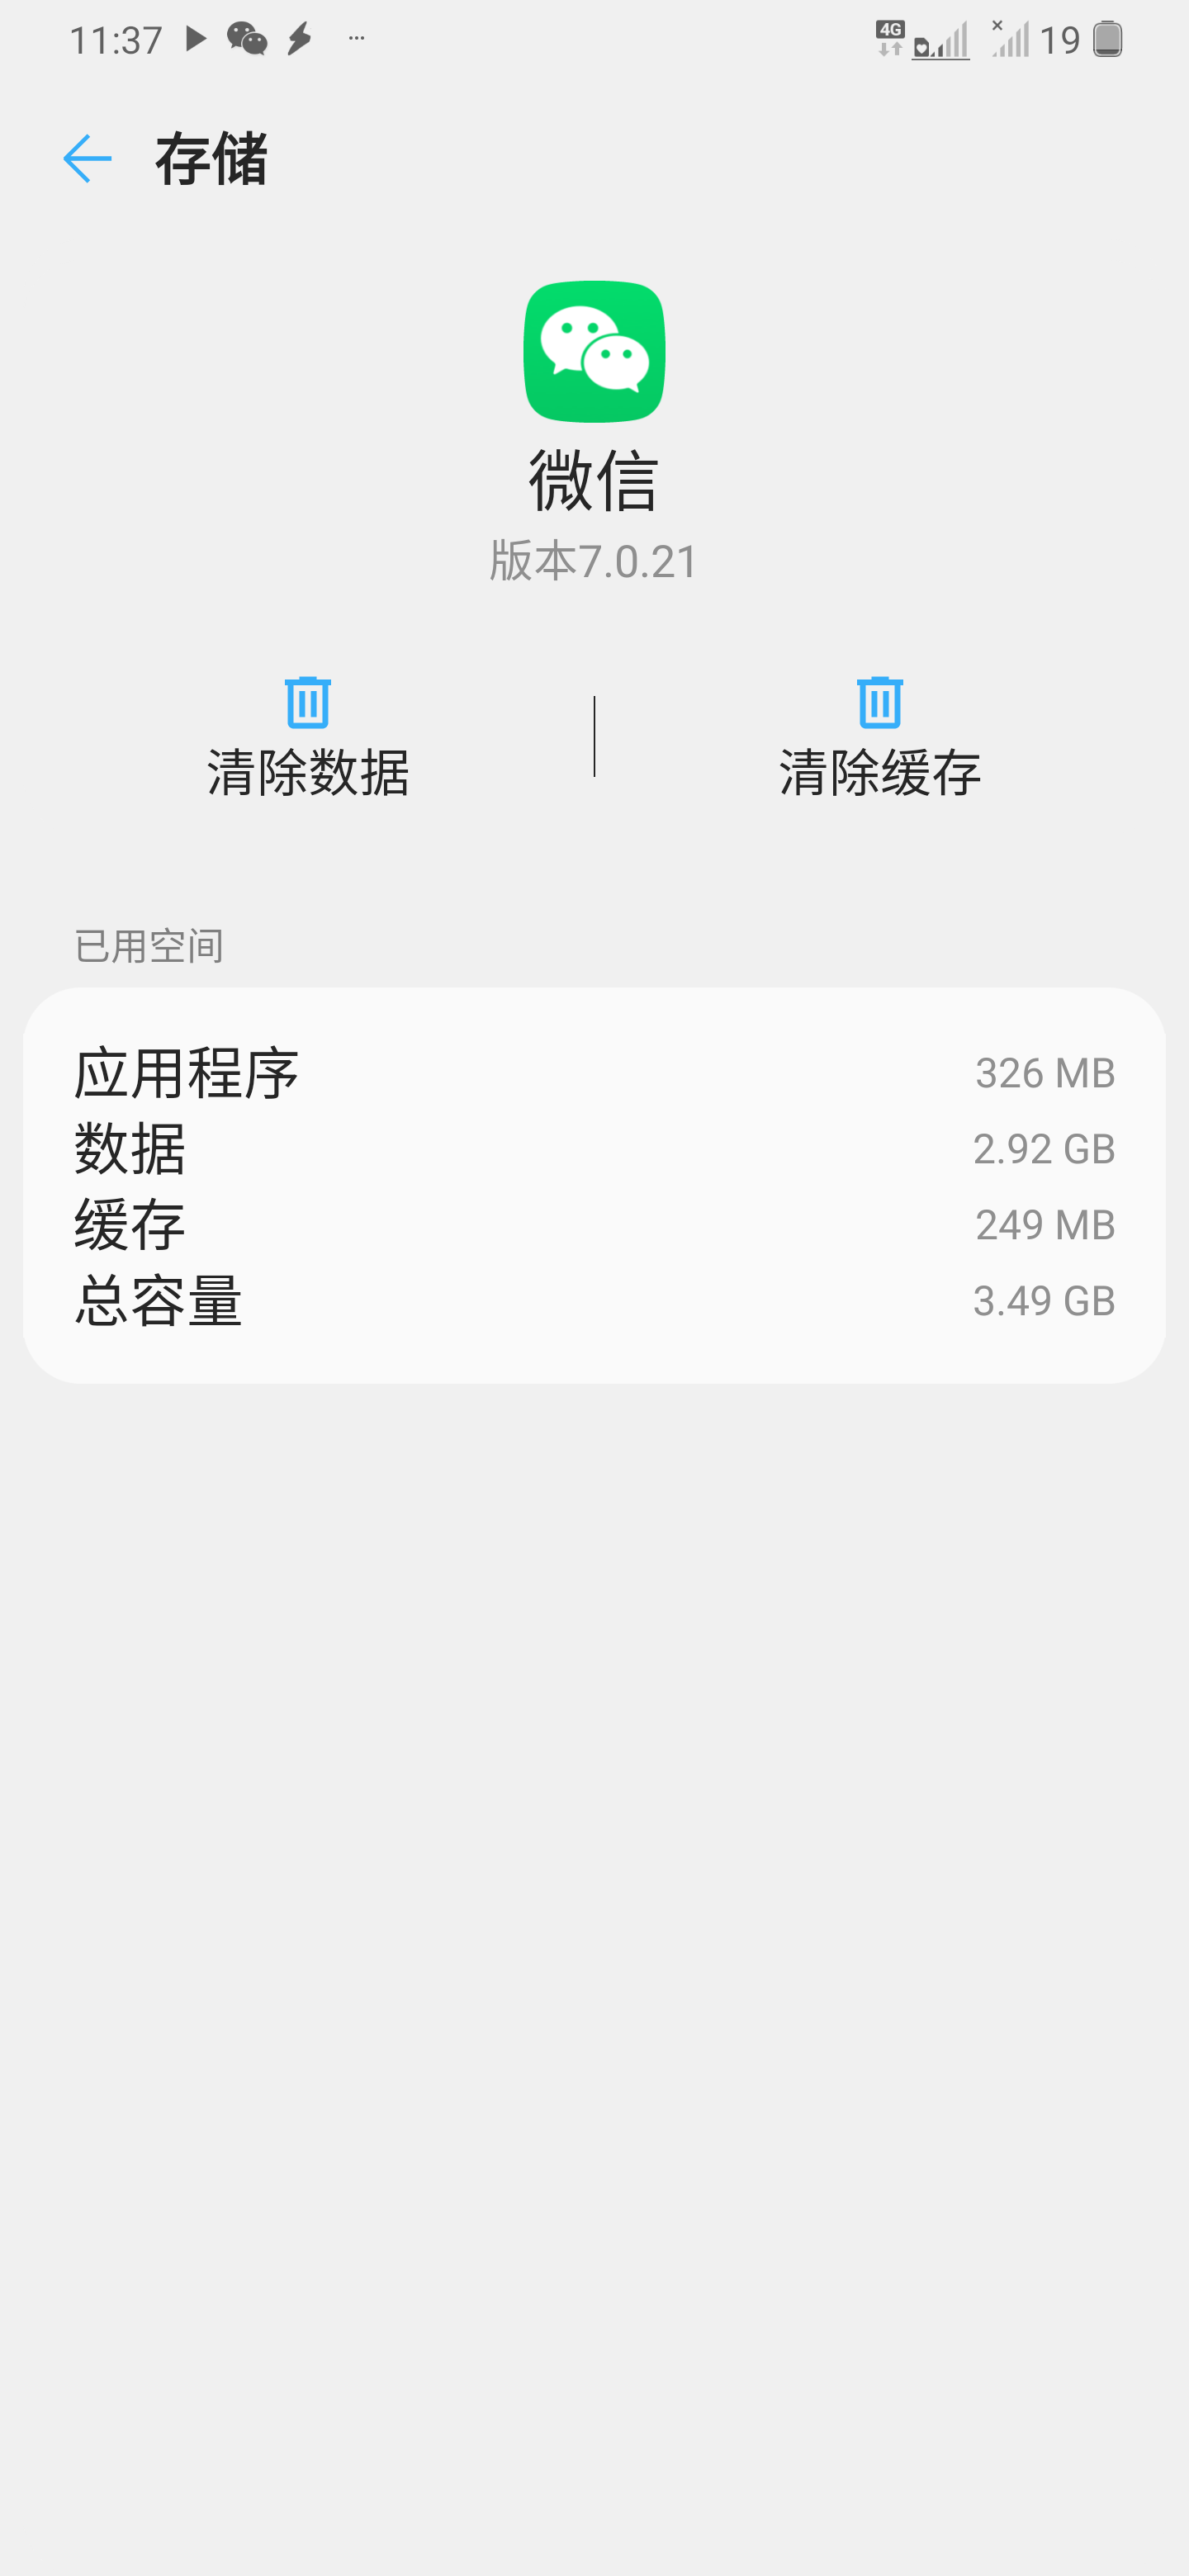 11:37 ... 4G 19
存储
微信
版本7.0.21
清除数据 清除缓存
已用空间
应用程序 326 MB
数据 2.92 GB
缓存 249 MB
总容量 3.49 GB